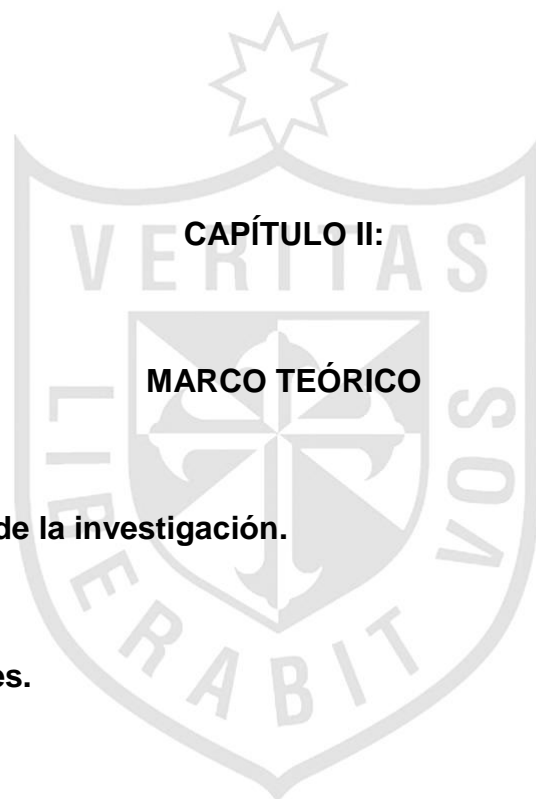 CAPÍTULO II:
VERITAS
MARCO TEÓRICO
LIBERABIT VOS
de la investigación.
es.